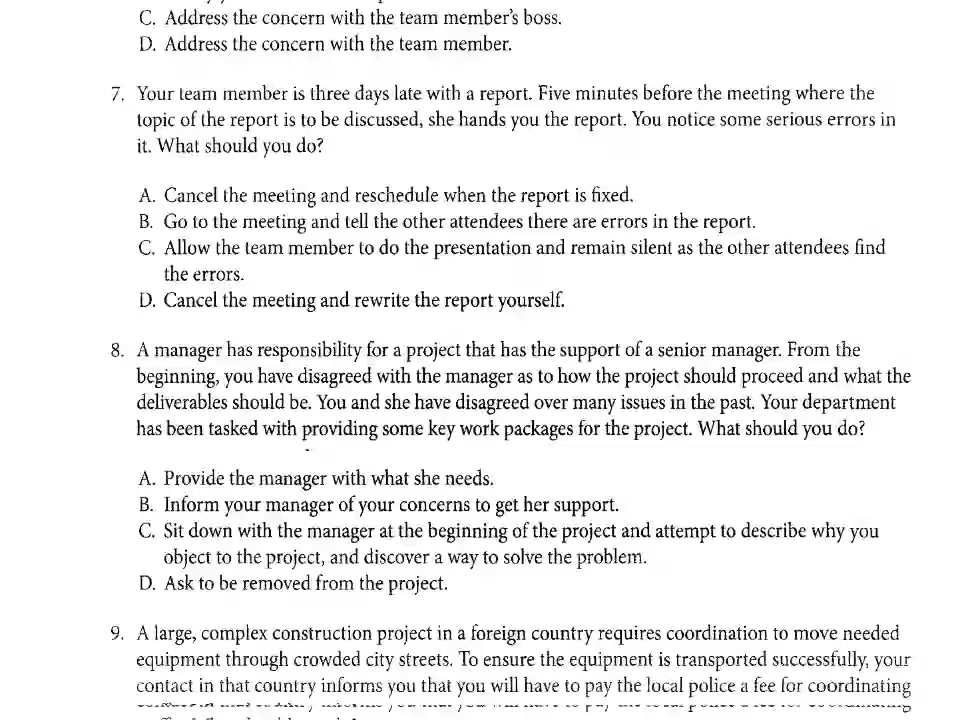 C. Address the concern with the team member's boss.
D. Address the concern with the team member.
7. Your team member is three days late with a report. Five minutes before the meeting where the
topic of the report is to be discussed, she hands you the report. You notice some serious errors in
it. What should you do?
A. Cancel the meeting and reschedule when the report is fixed.
B. Go to the meeting and tell the other attendees there are errors in the report.
C. Allow the team member to do the presentation and remain silent as the other attendees find
the errors.
D. Cancel the meeting and rewrite the report yourself.
8. A manager has responsibility for a project that has the support of a senior manager. From the
beginning, you have disagreed with the manager as to how the project should proceed and what the
deliverables should be. You and she have disagreed over many issues in the past. Your department
has been tasked with providing some key work packages for the project. What should you do?
A. Provide the manager with what she needs.
B. Inform your manager of your concerns to get her support.
C. Sit down with the manager at the beginning of the project and attempt to describe why you
object to the project, and discover a way to solve the problem.
D. Ask to be removed from the project.
9. A large, complex construction project in a foreign country requires coordination to move needed
equipment through crowded city streets. To ensure the equipment is transported successfully, your
contact in that country informs you that you will have to pay the local police a fee for coordinating